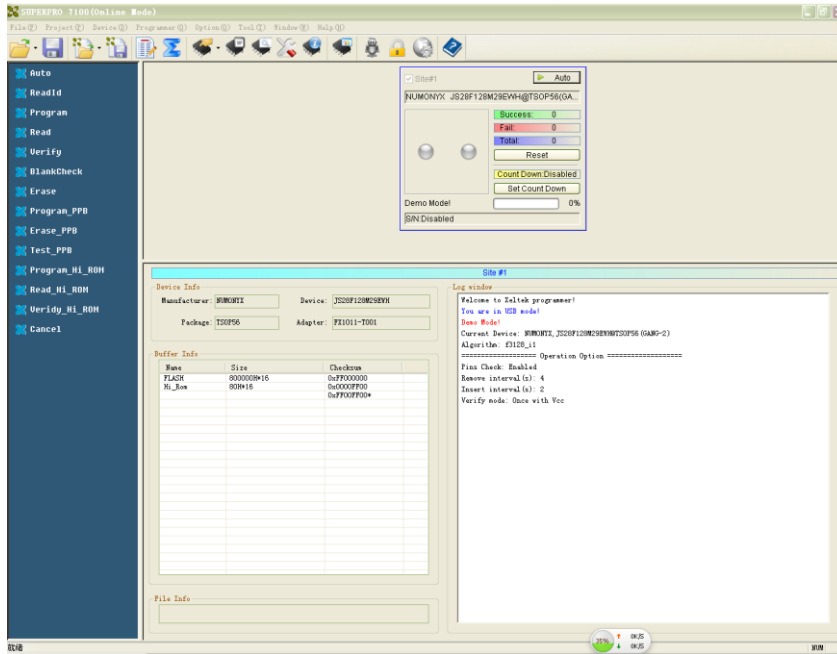 SUPERPRO 7100(Online Mode)
File(F) Project(P) Device(Q) Programmer(Q) Option(Q) Tool(T) Window(W) Help(H)
Auto
ReadId
Program
Read
Verify
BlankCheck
Erase
Program_PPB
Erase_PPB
Test_PPB
Program_Hi_ROM
Read_Hi_ROM
Veridy_Hi_ROM
Cancel
Site#1
Auto
NUMONYX JS28F128M29EWH@TSOP56(GA...
Success: 0
Fail: 0
Total: 0
Reset
Count Down:Disabled
Set Count Down
Demo Mode!
0%
S/N:Disabled
Site #1
Device Info
Manufacturer: NUMONYX Device: JS28F128M29EWH
Package: TSOP56 Adapter: FX1011-T001
Buffer Info
Name Size Checksum
FLASH 800000H*16 0xFF000000
Hi_Rom 80H*16 0x0000FF00
0xFF00FF00*
File Info
Log window
Welcome to Xeltek programmer!
You are in USB mode!
Demo Mode!
Current Device: NUMONYX,JS28F128M29EWH@TSOP56(GANG-2)
Algorithm: f3128_i1
================== Operation Option ==================
Pins Check: Enabled
Remove interval(s): 4
Insert interval(s): 2
Verify mode: Once with Vcc
就绪
0K/S
0K/S
NUM